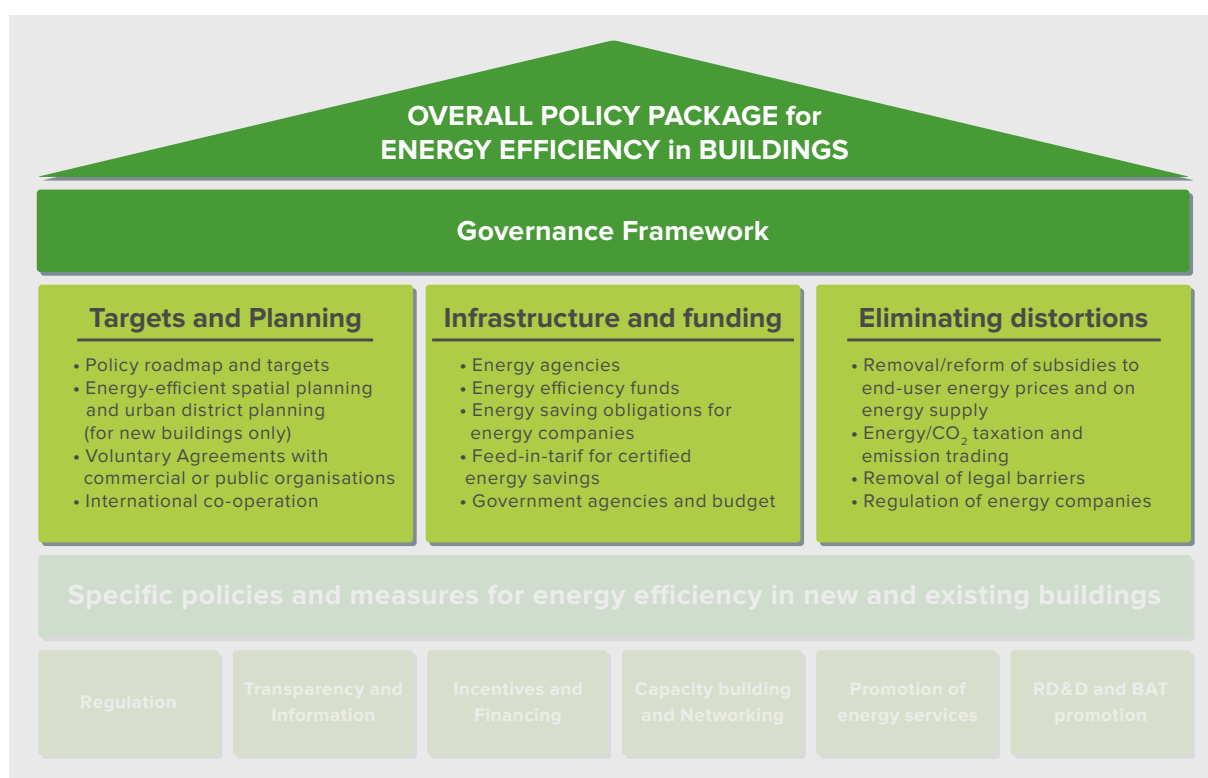 OVERALL POLICY PACKAGE for
ENERGY EFFICIENCY in BUILDINGS
Governance Framework
Targets and Planning
• Policy roadmap and targets
• Energy-efficient spatial planning
and urban district planning
(for new buildings only)
• Voluntary Agreements with
commercial or public organisations
• International co-operation
Infrastructure and funding
• Energy agencies
• Energy efficiency funds
• Energy saving obligations for
energy companies
• Feed-in-tarif for certified
energy savings
• Government agencies and budget
Eliminating distortions
• Removal/reform of subsidies to
end-user energy prices and on
energy supply
• Energy/CO₂ taxation and
emission trading
• Removal of legal barriers
• Regulation of energy companies
Specific policies and measures for energy efficiency in new and existing buildings
Regulation
Transparency and
Information
Incentives and
Financing
Capacity building
and Networking
Promotion of
energy services
RD&D and BAT
promotion